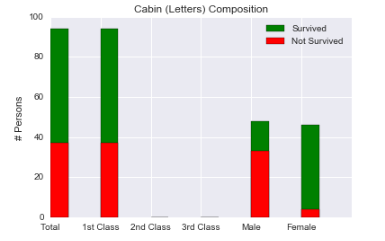 Cabin (Letters) Composition
Survived
Not Survived
# Persons
100
80
60
40
20
0
Total 1st Class 2nd Class 3rd Class Male Female